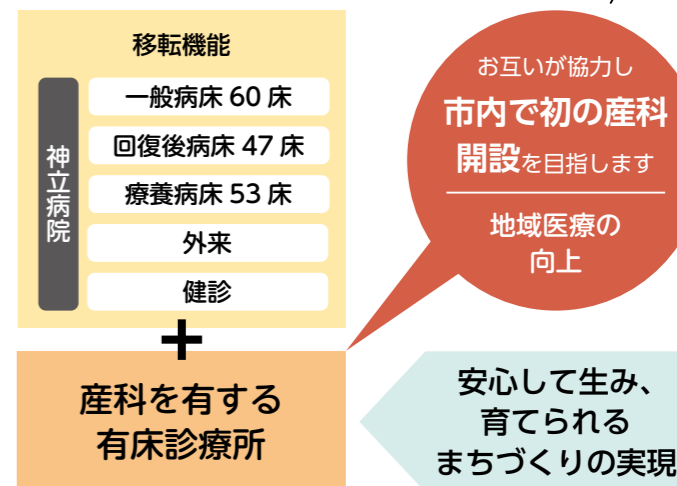 移転機能
神立病院
一般病床 60 床
回復後病床 47 床
療養病床 53 床
外来
健診
+
産科を有する
有床診療所
お互いが協力し
市内で初の産科
開設を目指します
地域医療の
向上
安心して生み、
育てられる
まちづくりの実現